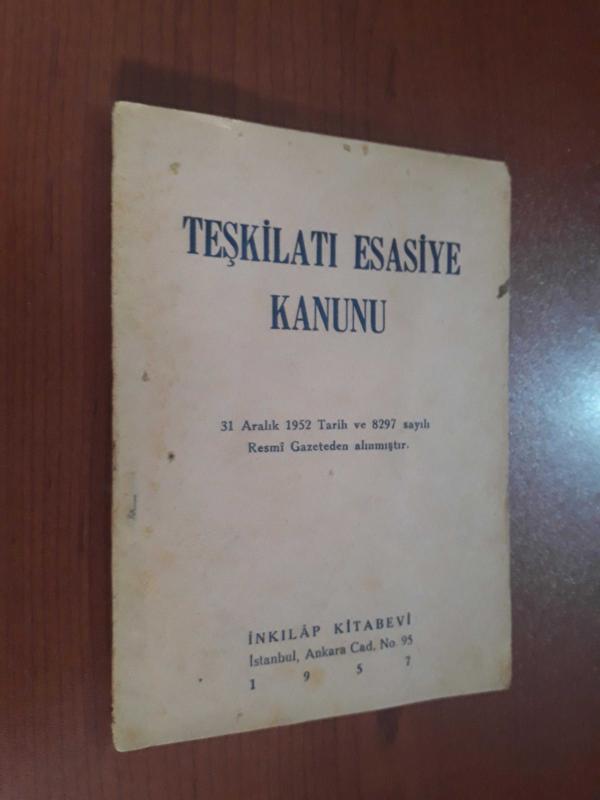 TEŞKİLATI ESASİYE
KANUNU
31 Aralık 1952 Tarih ve 8297 sayılı
Resmî Gazeteden alınmıştır.
İNKILÂP KİTABEVİ
İstanbul, Ankara Cad. No. 95
1 9 5 7